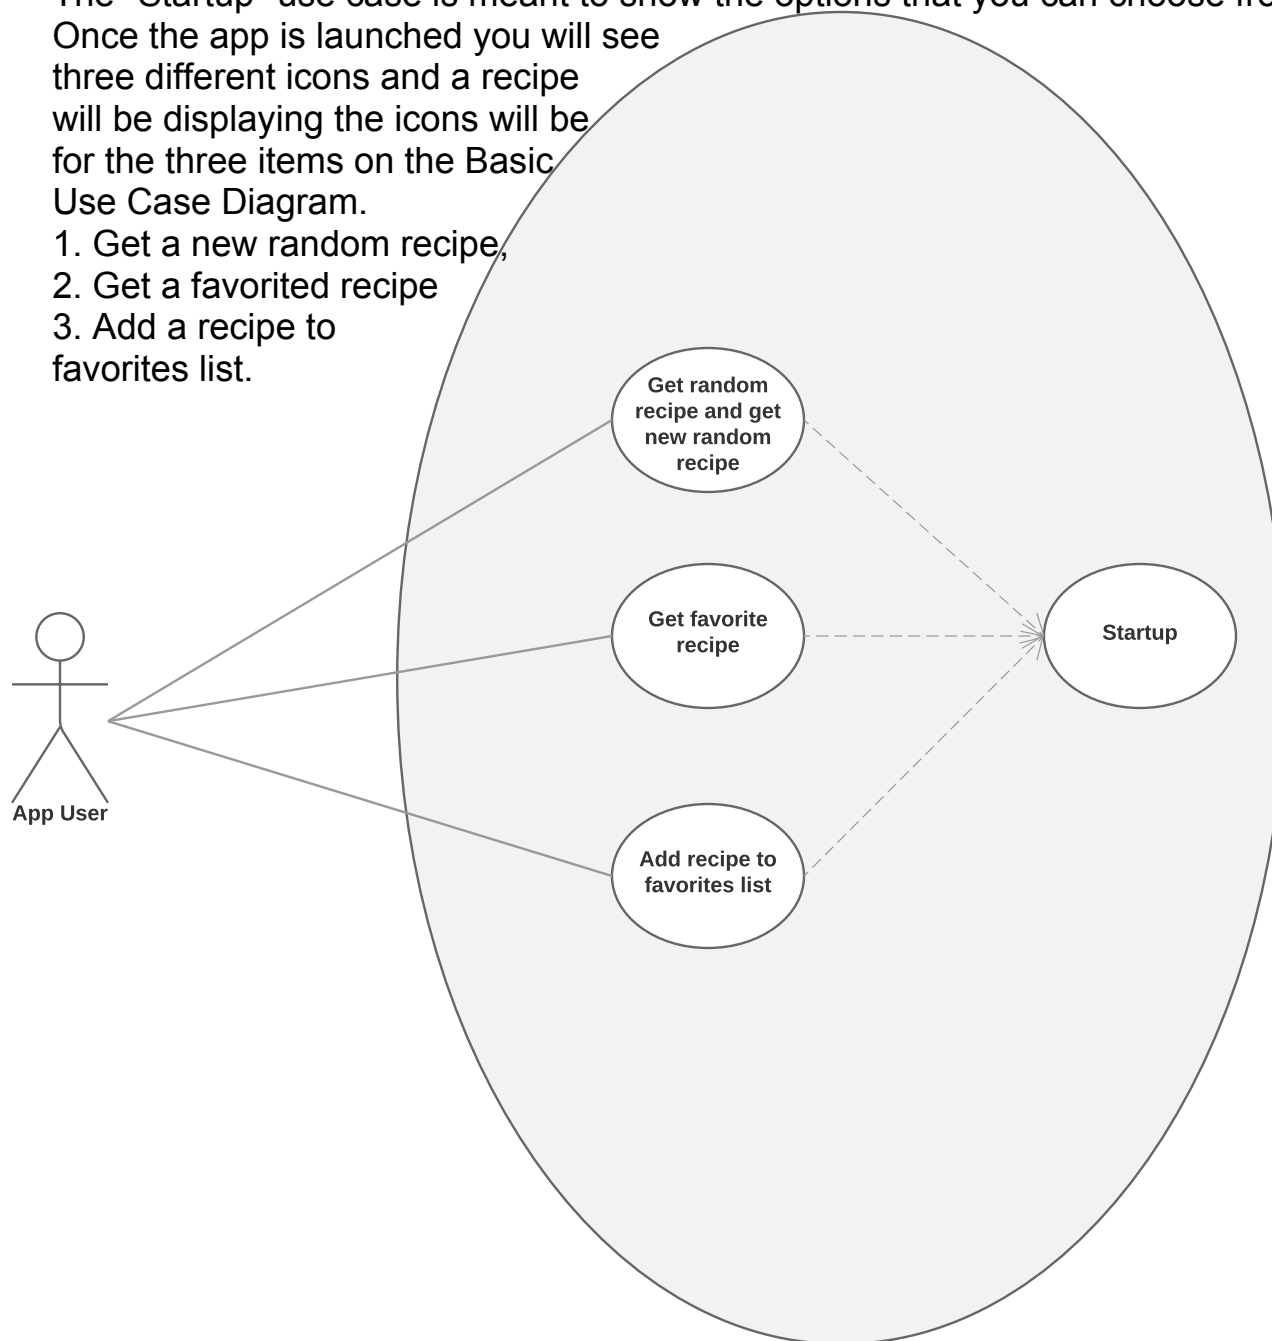 The "Startup" use case is meant to show the options that you can choose
Once the app is launched you will see
three different icons and a recipe
will be displaying the icons will be
for the three items on the Basic
Use Case Diagram.
1. Get a new random recipe,
2. Get a favorited recipe
3. Add a recipe to
favorites list.
Get random
recipe and get
new random
recipe
Get favorite
recipe
Startup
App User
Add recipe to
favorites list